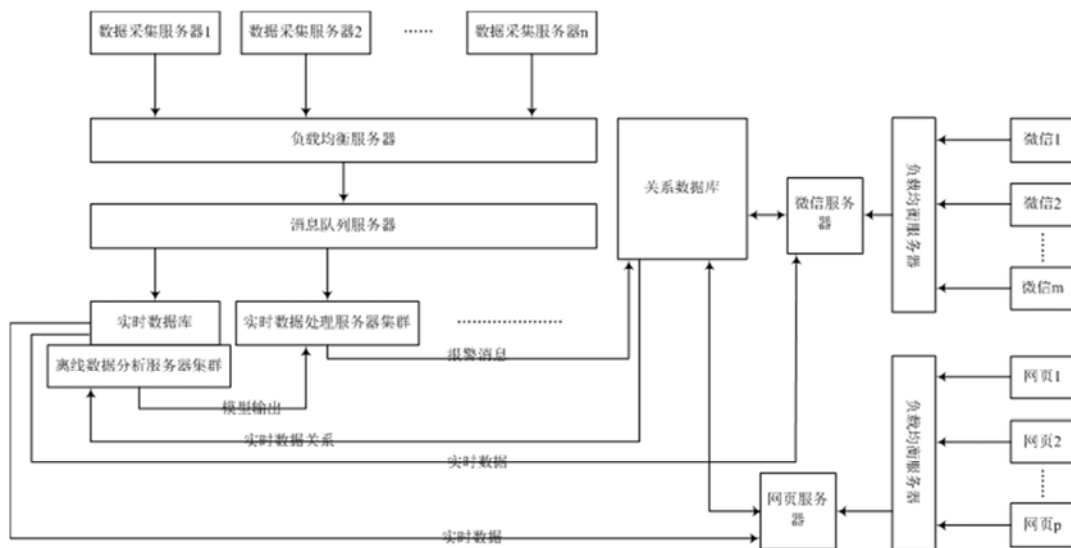 数据采集服务器1
数据采集服务器2
······
数据采集服务器n
负载均衡服务器
消息队列服务器
实时数据库
实时数据处理服务器集群
离线数据分析服务器集群
报警消息
模型输出
实时数据关系
实时数据
实时数据
关系数据库
微信服务
器
负载均衡服务器
微信1
微信2
微信m
网页服务
器
负载均衡服务器
网页1
网页2
网页p